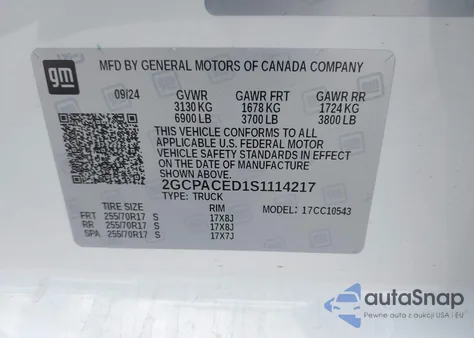 gm
MFD BY GENERAL MOTORS OF CANADA COMPANY
09/24 GVWR GAWR FRT GAWR RR
3130 KG 1678 KG 1724 KG
6900 LB 3700 LB 3800 LB
THIS VEHICLE CONFORMS TO ALL
APPLICABLE U.S. FEDERAL MOTOR
VEHICLE SAFETY STANDARDS IN
EFFECT ON THE DATE OF
MANUFACTURE SHOWN ABOVE.
2GCPACED1S1114217
TYPE: TRUCK MODEL: 17CC10543
TIRE SIZE RIM
FRT 255/70R17 S 17X8J
RR 255/70R17 S 17X8J
SPA 255/70R17 S 17X7J
autoSnap
Pewne auto z aukcji USA i EU